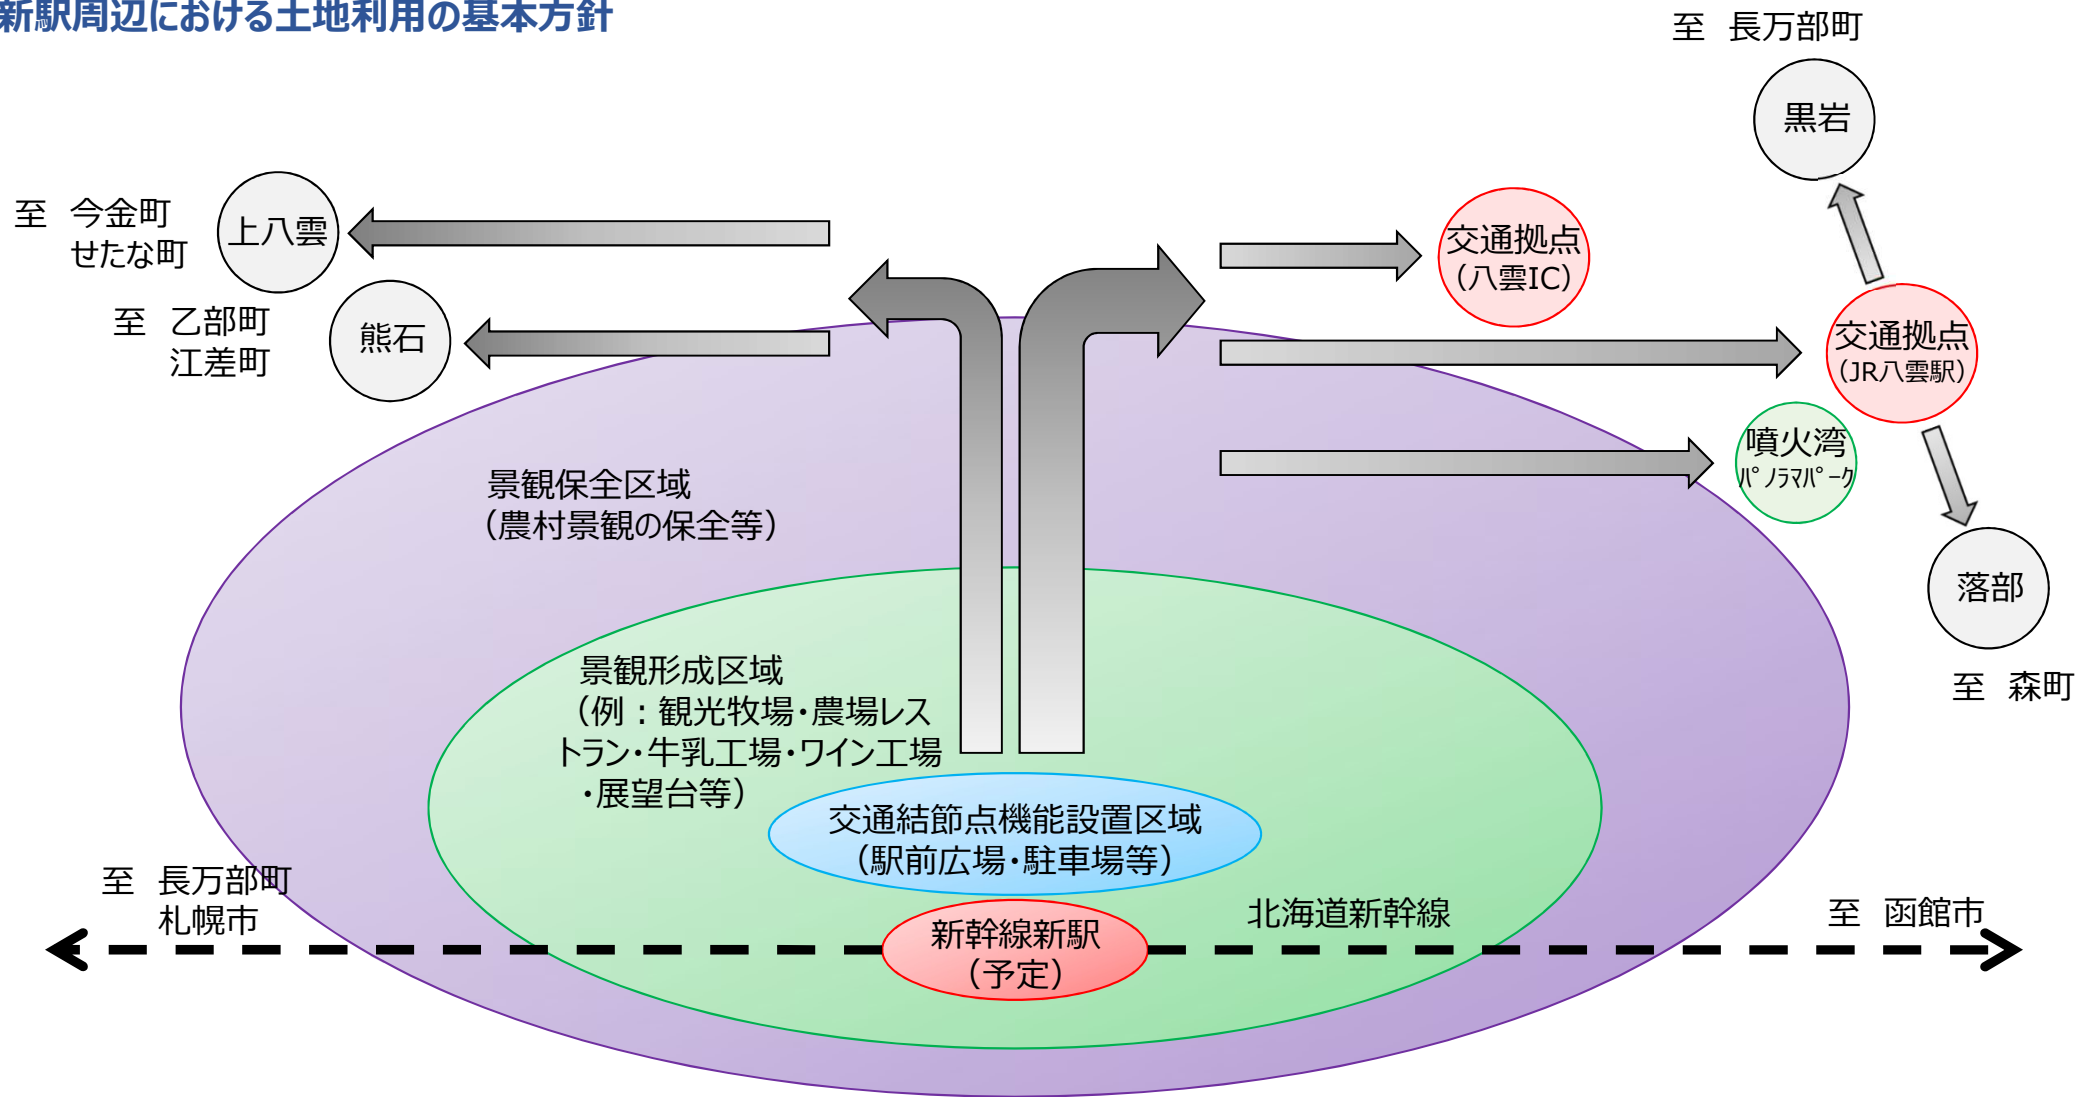 新駅周辺における土地利用の基本方針
至 長万部町
黒岩
至 今金町
せたな町
上八雲
交通拠点
（八雲IC）
至 乙部町
江差町
熊石
交通拠点
（JR八雲駅）
噴火湾
ﾊﾟﾉﾗﾏﾊﾟｰｸ
景観保全区域
（農村景観の保全等）
落部
至 森町
景観形成区域
（例：観光牧場・農場レス
トラン・牛乳工場・ワイン工場
・展望台等）
交通結節点機能設置区域
（駅前広場・駐車場等）
至 長万部町
札幌市
新幹線新駅
（予定）
北海道新幹線
至 函館市